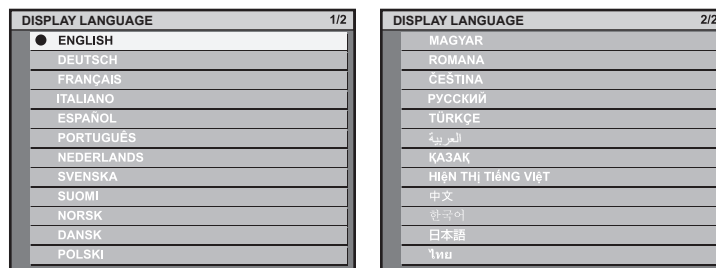 DISPLAY LANGUAGE 1/2
ENGLISH
DEUTSCH
FRANÇAIS
ITALIANO
ESPAÑOL
PORTUGUÊS
NEDERLANDS
SVENSKA
SUOMI
NORSK
DANSK
POLSKI
DISPLAY LANGUAGE 2/2
MAGYAR
ROMANA
ČEŠTINA
РУССКИЙ
TÜRKÇE
العربية
ҚАЗАҚ
HIệN THị TIếNG VIệT
中文
한국어
日本語
ไทย